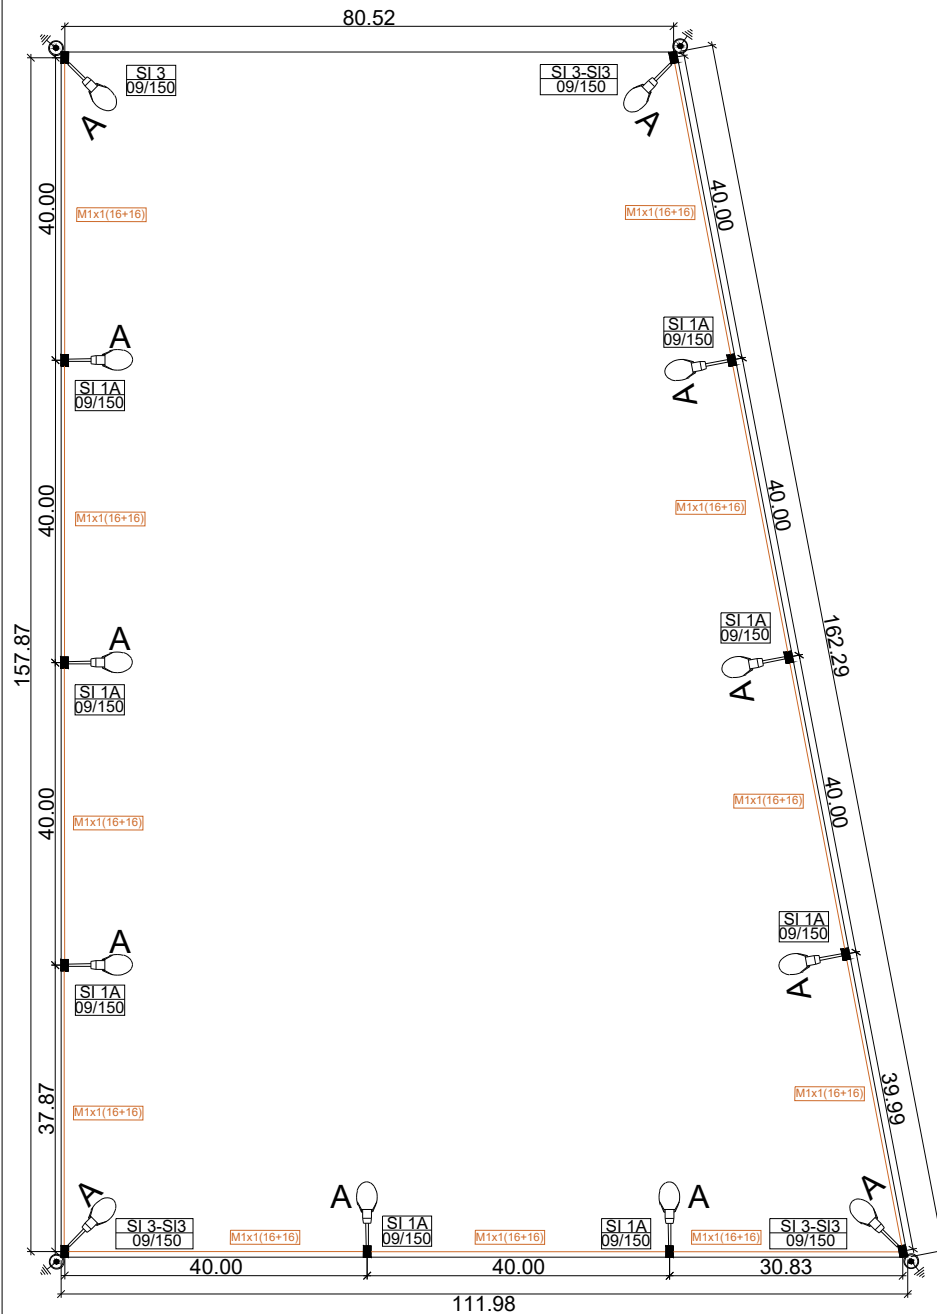 80.52
SI 3
09/150
A
SI 3-SI3
09/150
A
40.00
M1x1(16+16)
M1x1(16+16)
40.00
A
SI 1A
09/150
SI 1A
09/150
A
40.00
M1x1(16+16)
M1x1(16+16)
40.00
157.87
A
SI 1A
09/150
SI 1A
09/150
A
162.29
40.00
M1x1(16+16)
M1x1(16+16)
40.00
A
SI 1A
09/150
SI 1A
09/150
A
37.87
M1x1(16+16)
M1x1(16+16)
39.99
A
SI 3-SI3
09/150
M1x1(16+16)
A
SI 1A
09/150
M1x1(16+16)
SI 1A
09/150
A
M1x1(16+16)
SI 3-SI3
09/150
A
40.00
40.00
30.83
111.98